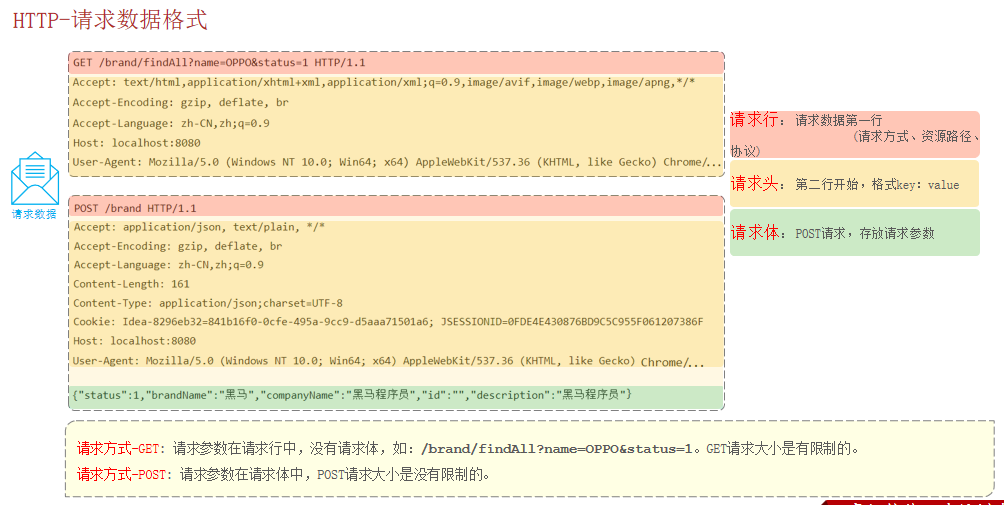 HTTP-请求数据格式
GET /brand/findAll?name=OPPO&status=1 HTTP/1.1
Accept: text/html,application/xhtml+xml,application/xml;q=0.9,image/avif,image/webp,image/apng,*/*
Accept-Encoding: gzip, deflate, br
Accept-Language: zh-CN,zh;q=0.9
Host: localhost:8080
User-Agent: Mozilla/5.0 (Windows NT 10.0; Win64; x64) AppleWebKit/537.36 (KHTML, like Gecko) Chrome/...
请求数据
POST /brand HTTP/1.1
Accept: application/json, text/plain, */*
Accept-Encoding: gzip, deflate, br
Accept-Language: zh-CN,zh;q=0.9
Content-Length: 161
Content-Type: application/json;charset=UTF-8
Cookie: Idea-8296eb32=841b16f0-0cfe-495a-9cc9-d5aaa71501a6; JSESSIONID=0FDE4E430876BD9C5C955F061207386F
Host: localhost:8080
User-Agent: Mozilla/5.0 (Windows NT 10.0; Win64; x64) AppleWebKit/537.36 (KHTML, like Gecko) Chrome/...
{"status":1,"brandName":"黑马","companyName":"黑马程序员","id":"","description":"黑马程序员"}
请求行：请求数据第一行
(请求方式、资源路径、
协议)
请求头：第二行开始，格式key：value
请求体：POST请求，存放请求参数
请求方式-GET：请求参数在请求行中，没有请求体，如：/brand/findAll?name=OPPO&status=1。GET请求大小是有限制的。
请求方式-POST：请求参数在请求体中，POST请求大小是没有限制的。